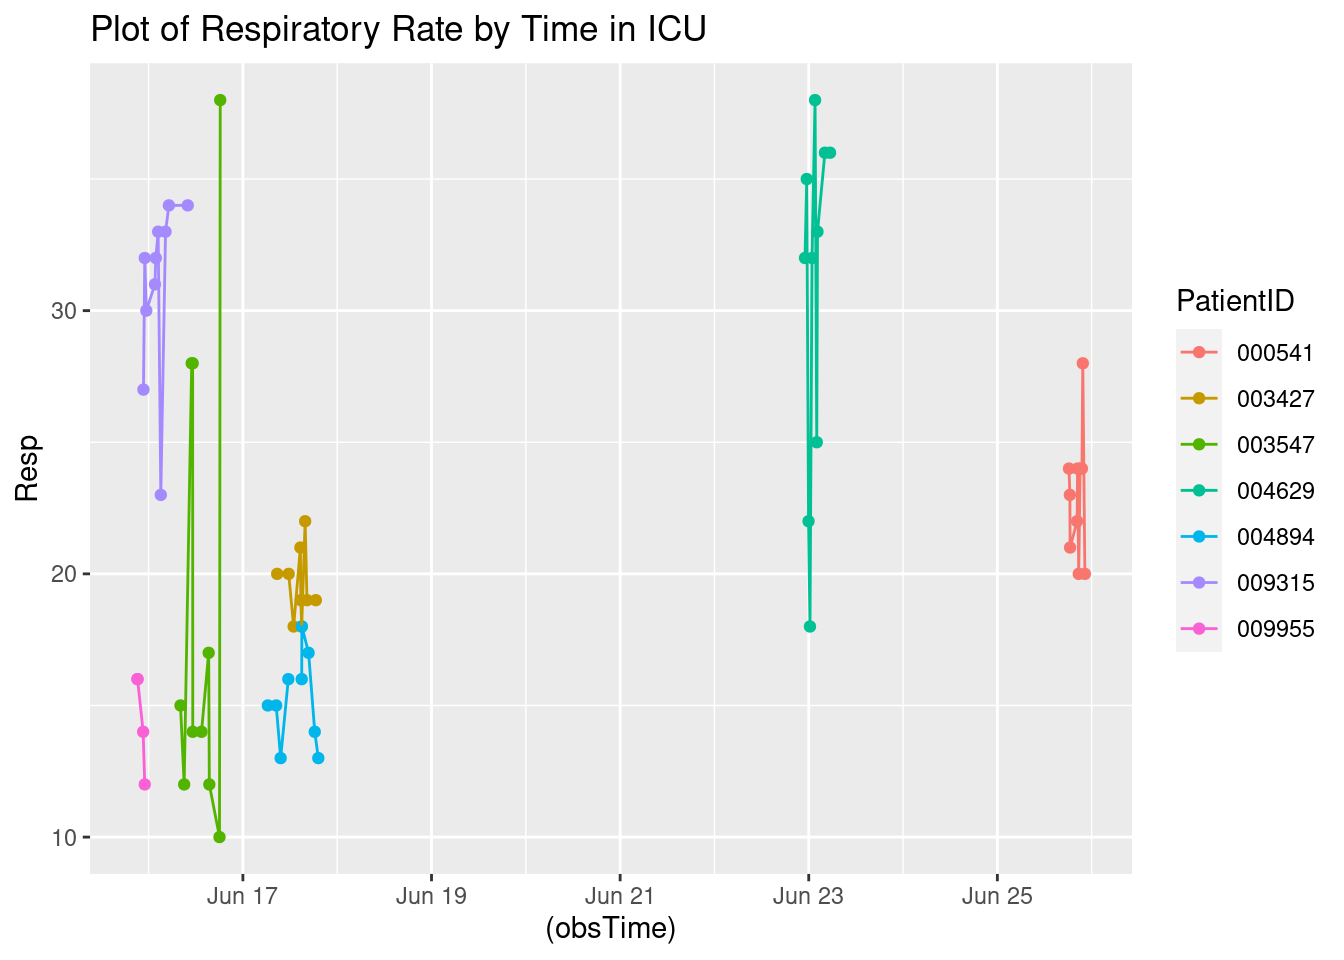 Plot of Respiratory Rate by Time in ICU
30
20
10
Resp
Jun 17
Jun 19
Jun 21
Jun 23
Jun 25
(obsTime)
PatientID
000541
003427
003547
004629
004894
009315
009955